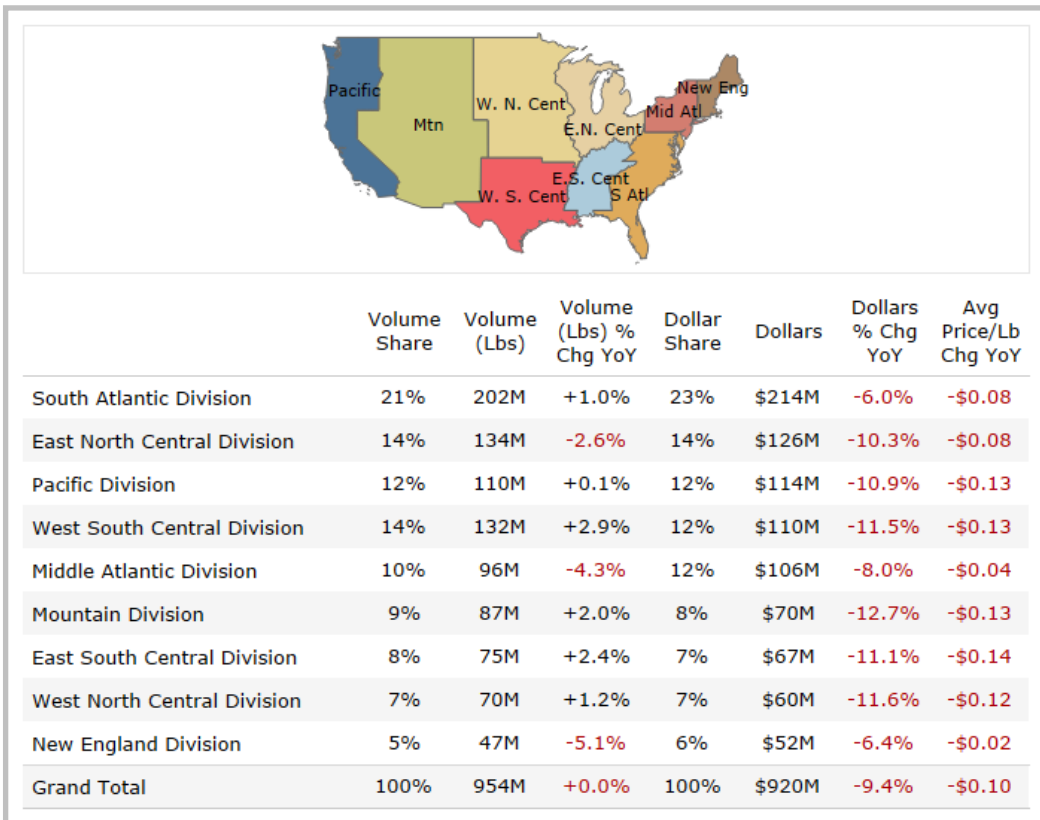 Pacific
Mtn
W. N. Cent
E.N. Cent
Mid Atl
New Eng
E.S. Cent
W. S. Cent
S Atl
Volume Share Volume (Lbs) Volume (Lbs) % Chg YoY Dollar Share Dollars Dollars % Chg YoY Avg Price/Lb Chg YoY
South Atlantic Division 21% 202M +1.0% 23% $214M -6.0% -$0.08
East North Central Division 14% 134M -2.6% 14% $126M -10.3% -$0.08
Pacific Division 12% 110M +0.1% 12% $114M -10.9% -$0.13
West South Central Division 14% 132M +2.9% 12% $110M -11.5% -$0.13
Middle Atlantic Division 10% 96M -4.3% 12% $106M -8.0% -$0.04
Mountain Division 9% 87M +2.0% 8% $70M -12.7% -$0.13
East South Central Division 8% 75M +2.4% 7% $67M -11.1% -$0.14
West North Central Division 7% 70M +1.2% 7% $60M -11.6% -$0.12
New England Division 5% 47M -5.1% 6% $52M -6.4% -$0.02
Grand Total 100% 954M +0.0% 100% $920M -9.4% -$0.10